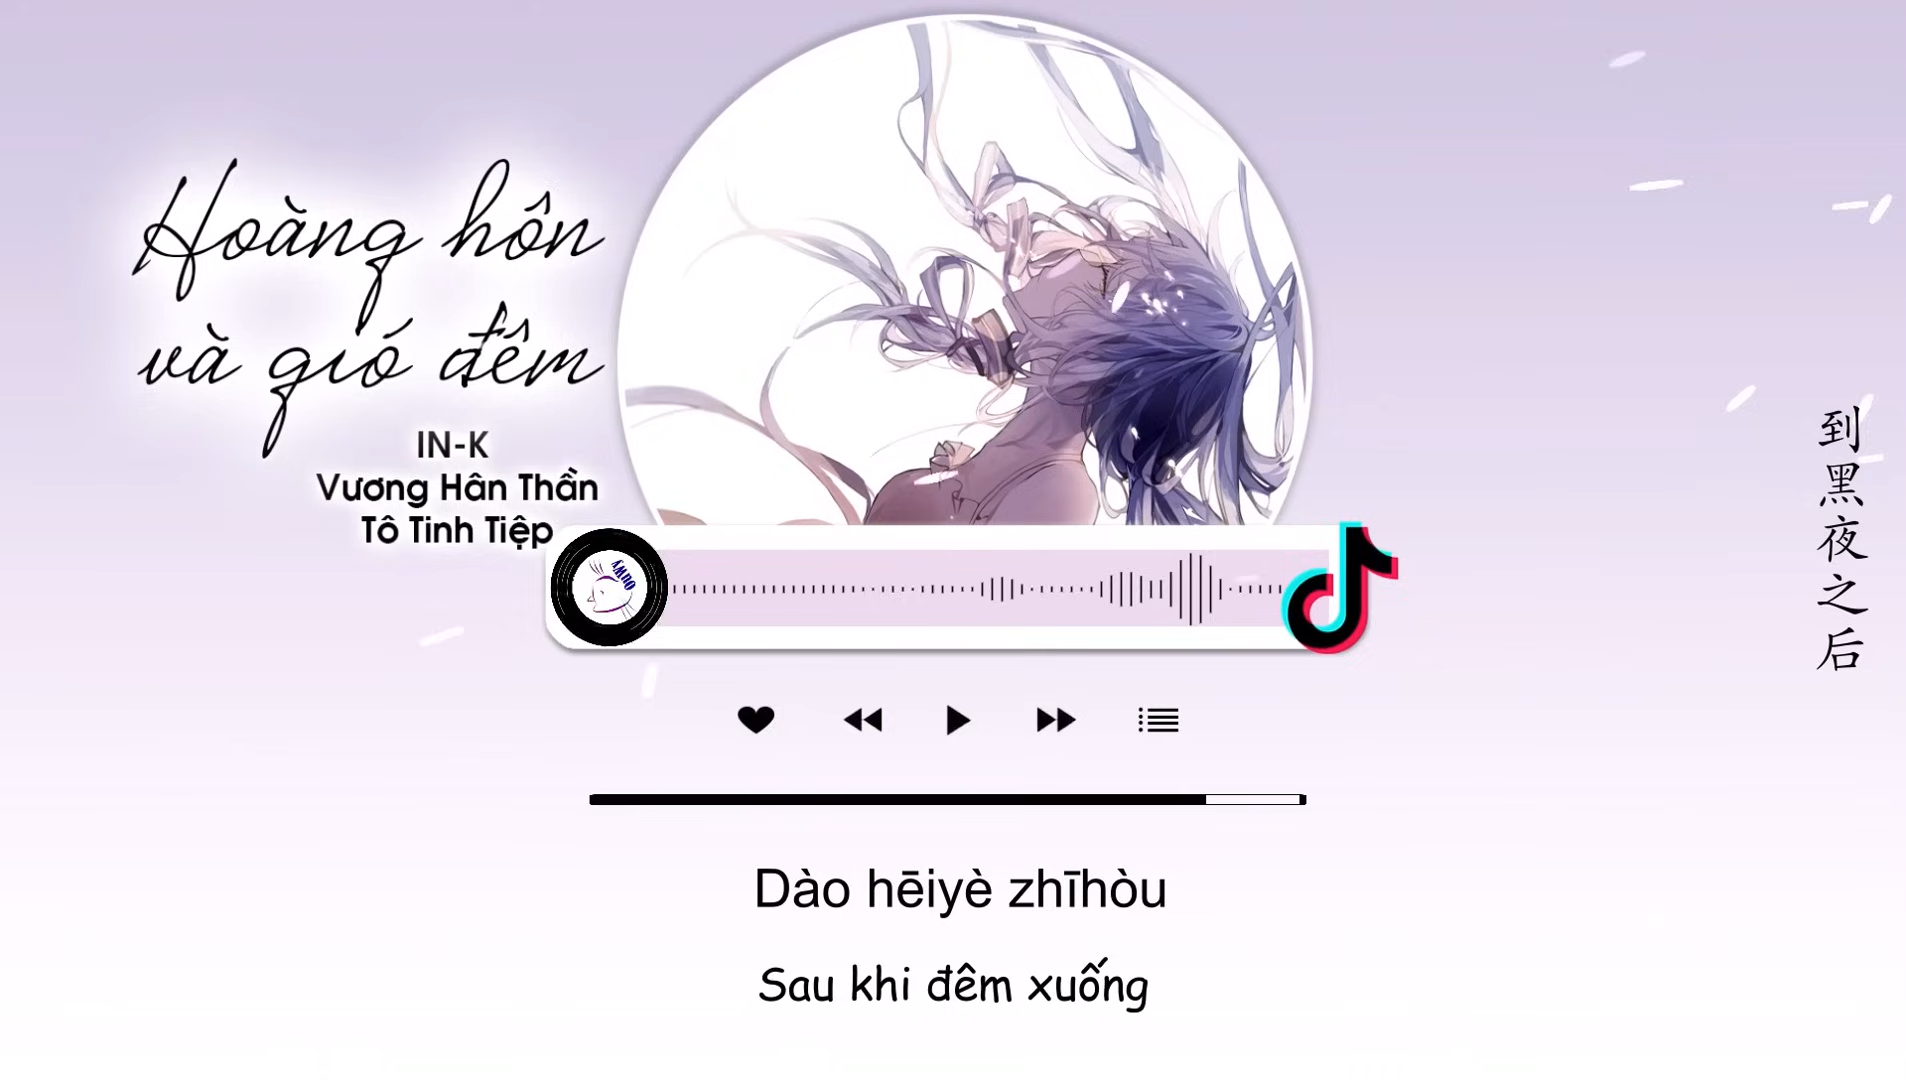 Hoàng hôn
và gió đêm
IN-K
Vương Hân Thần
Tô Tinh Tiệp
OuWy
到黑夜之后
Dào hēiyè zhīhòu
Sau khi đêm xuống